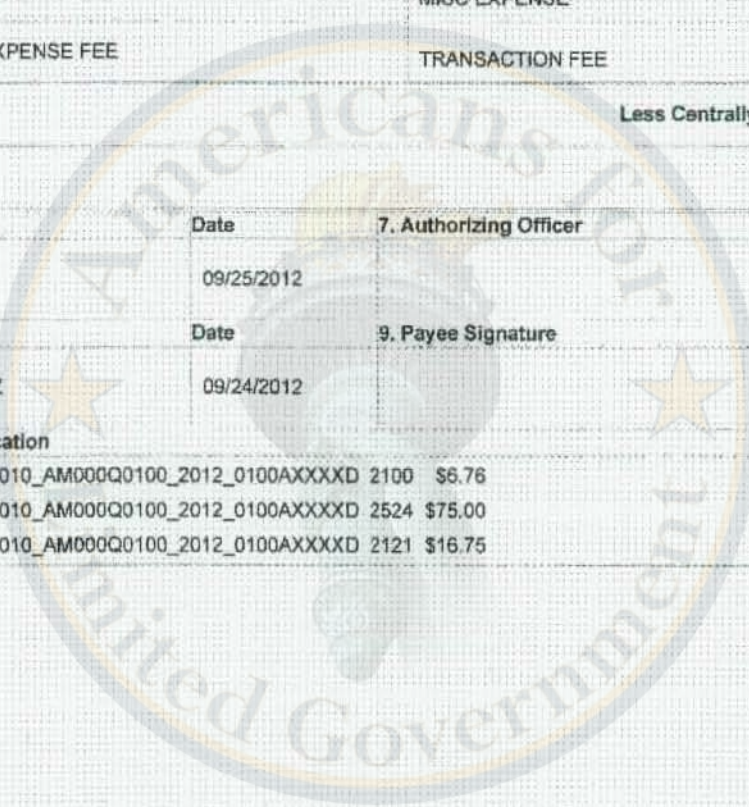 MISC EXPENSE
XPENSE FEE
TRANSACTION FEE
Less Centrally
Date 7. Authorizing Officer
09/25/2012
Date 9. Payee Signature
09/24/2012
cation
010_AM000Q0100_2012_0100AXXXXD 2100 $6.76
010_AM000Q0100_2012_0100AXXXXD 2524 $75.00
010_AM000Q0100_2012_0100AXXXXD 2121 $16.75
Americans for
Limited Government